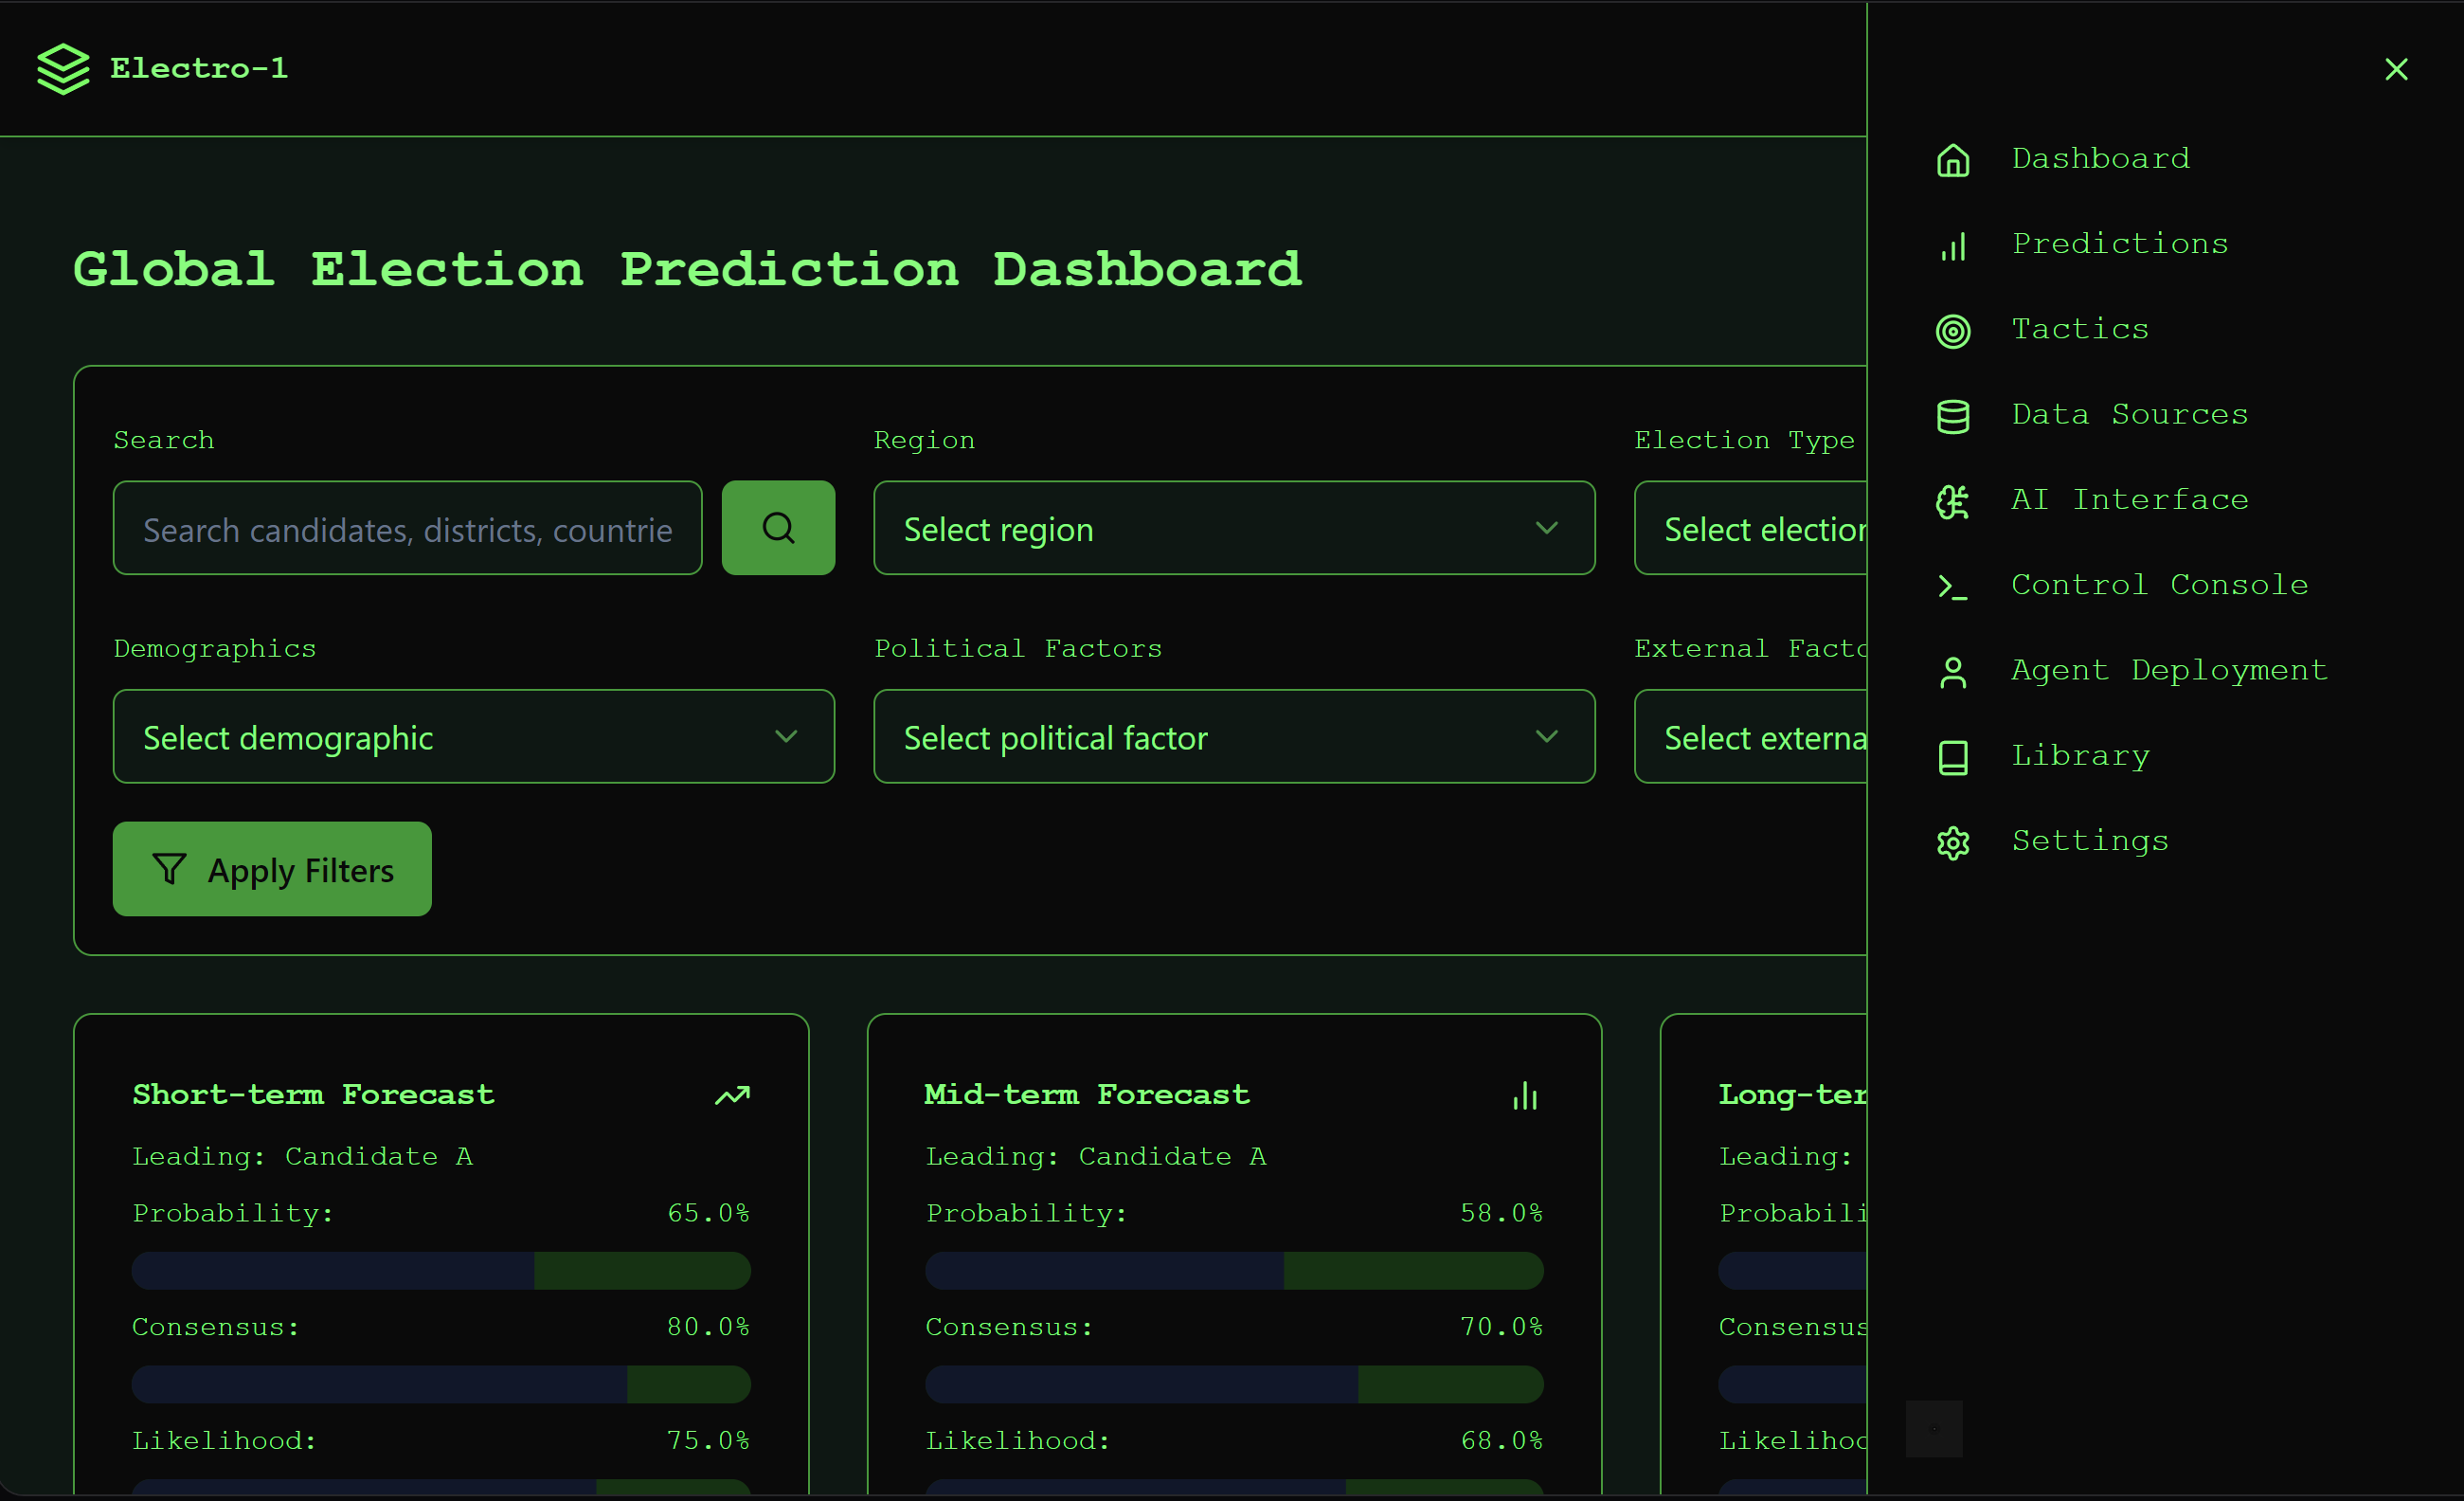 Electro-1
Global Election Prediction Dashboard
Search
Region
Election Type
Search candidates, districts, countrie
Select region
Select election
Demographics
Political Factors
External Facto
Select demographic
Select political factor
Select externa
Apply Filters
Short-term Forecast
Leading: Candidate A
Probability: 65.0%
Consensus: 80.0%
Likelihood: 75.0%
Mid-term Forecast
Leading: Candidate A
Probability: 58.0%
Consensus: 70.0%
Likelihood: 68.0%
Long-ter
Leading:
Probabili
Consensus
Likelihoo
Dashboard
Predictions
Tactics
Data Sources
AI Interface
Control Console
Agent Deployment
Library
Settings